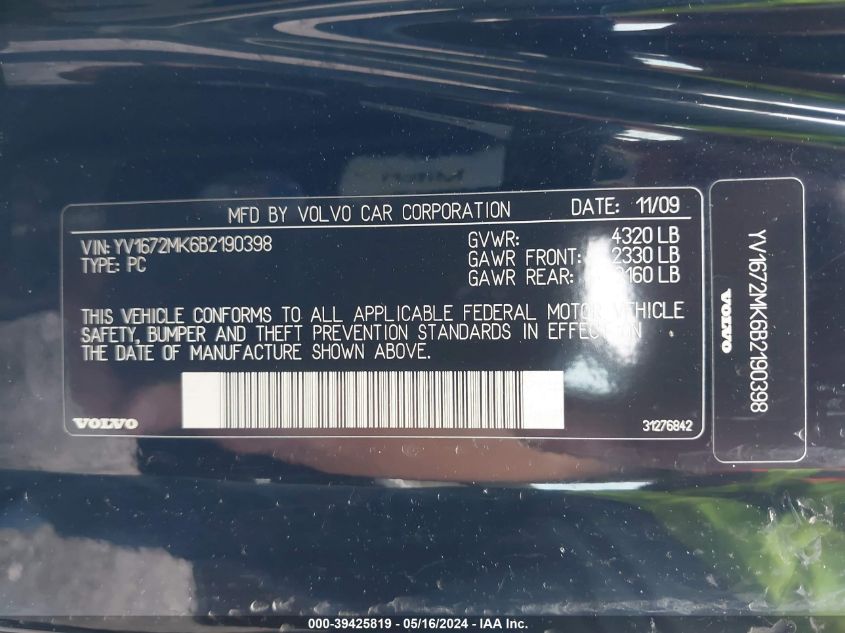 MFD BY VOLVO CAR CORPORATION DATE: 11/09
VIN: YV1672MK6B2190398 GVWR: 4320 LB
TYPE: PC GAWR FRONT: 2330 LB
GAWR REAR: 2160 LB
THIS VEHICLE CONFORMS TO ALL APPLICABLE FEDERAL MOTOR VEHICLE
SAFETY, BUMPER AND THEFT PREVENTION STANDARDS IN EFFECT ON
THE DATE OF MANUFACTURE SHOWN ABOVE.
VOLVO 31276842
YV1672MK6B2190398
VOLVO
000-39425819 - 05/16/2024 - IAA Inc.